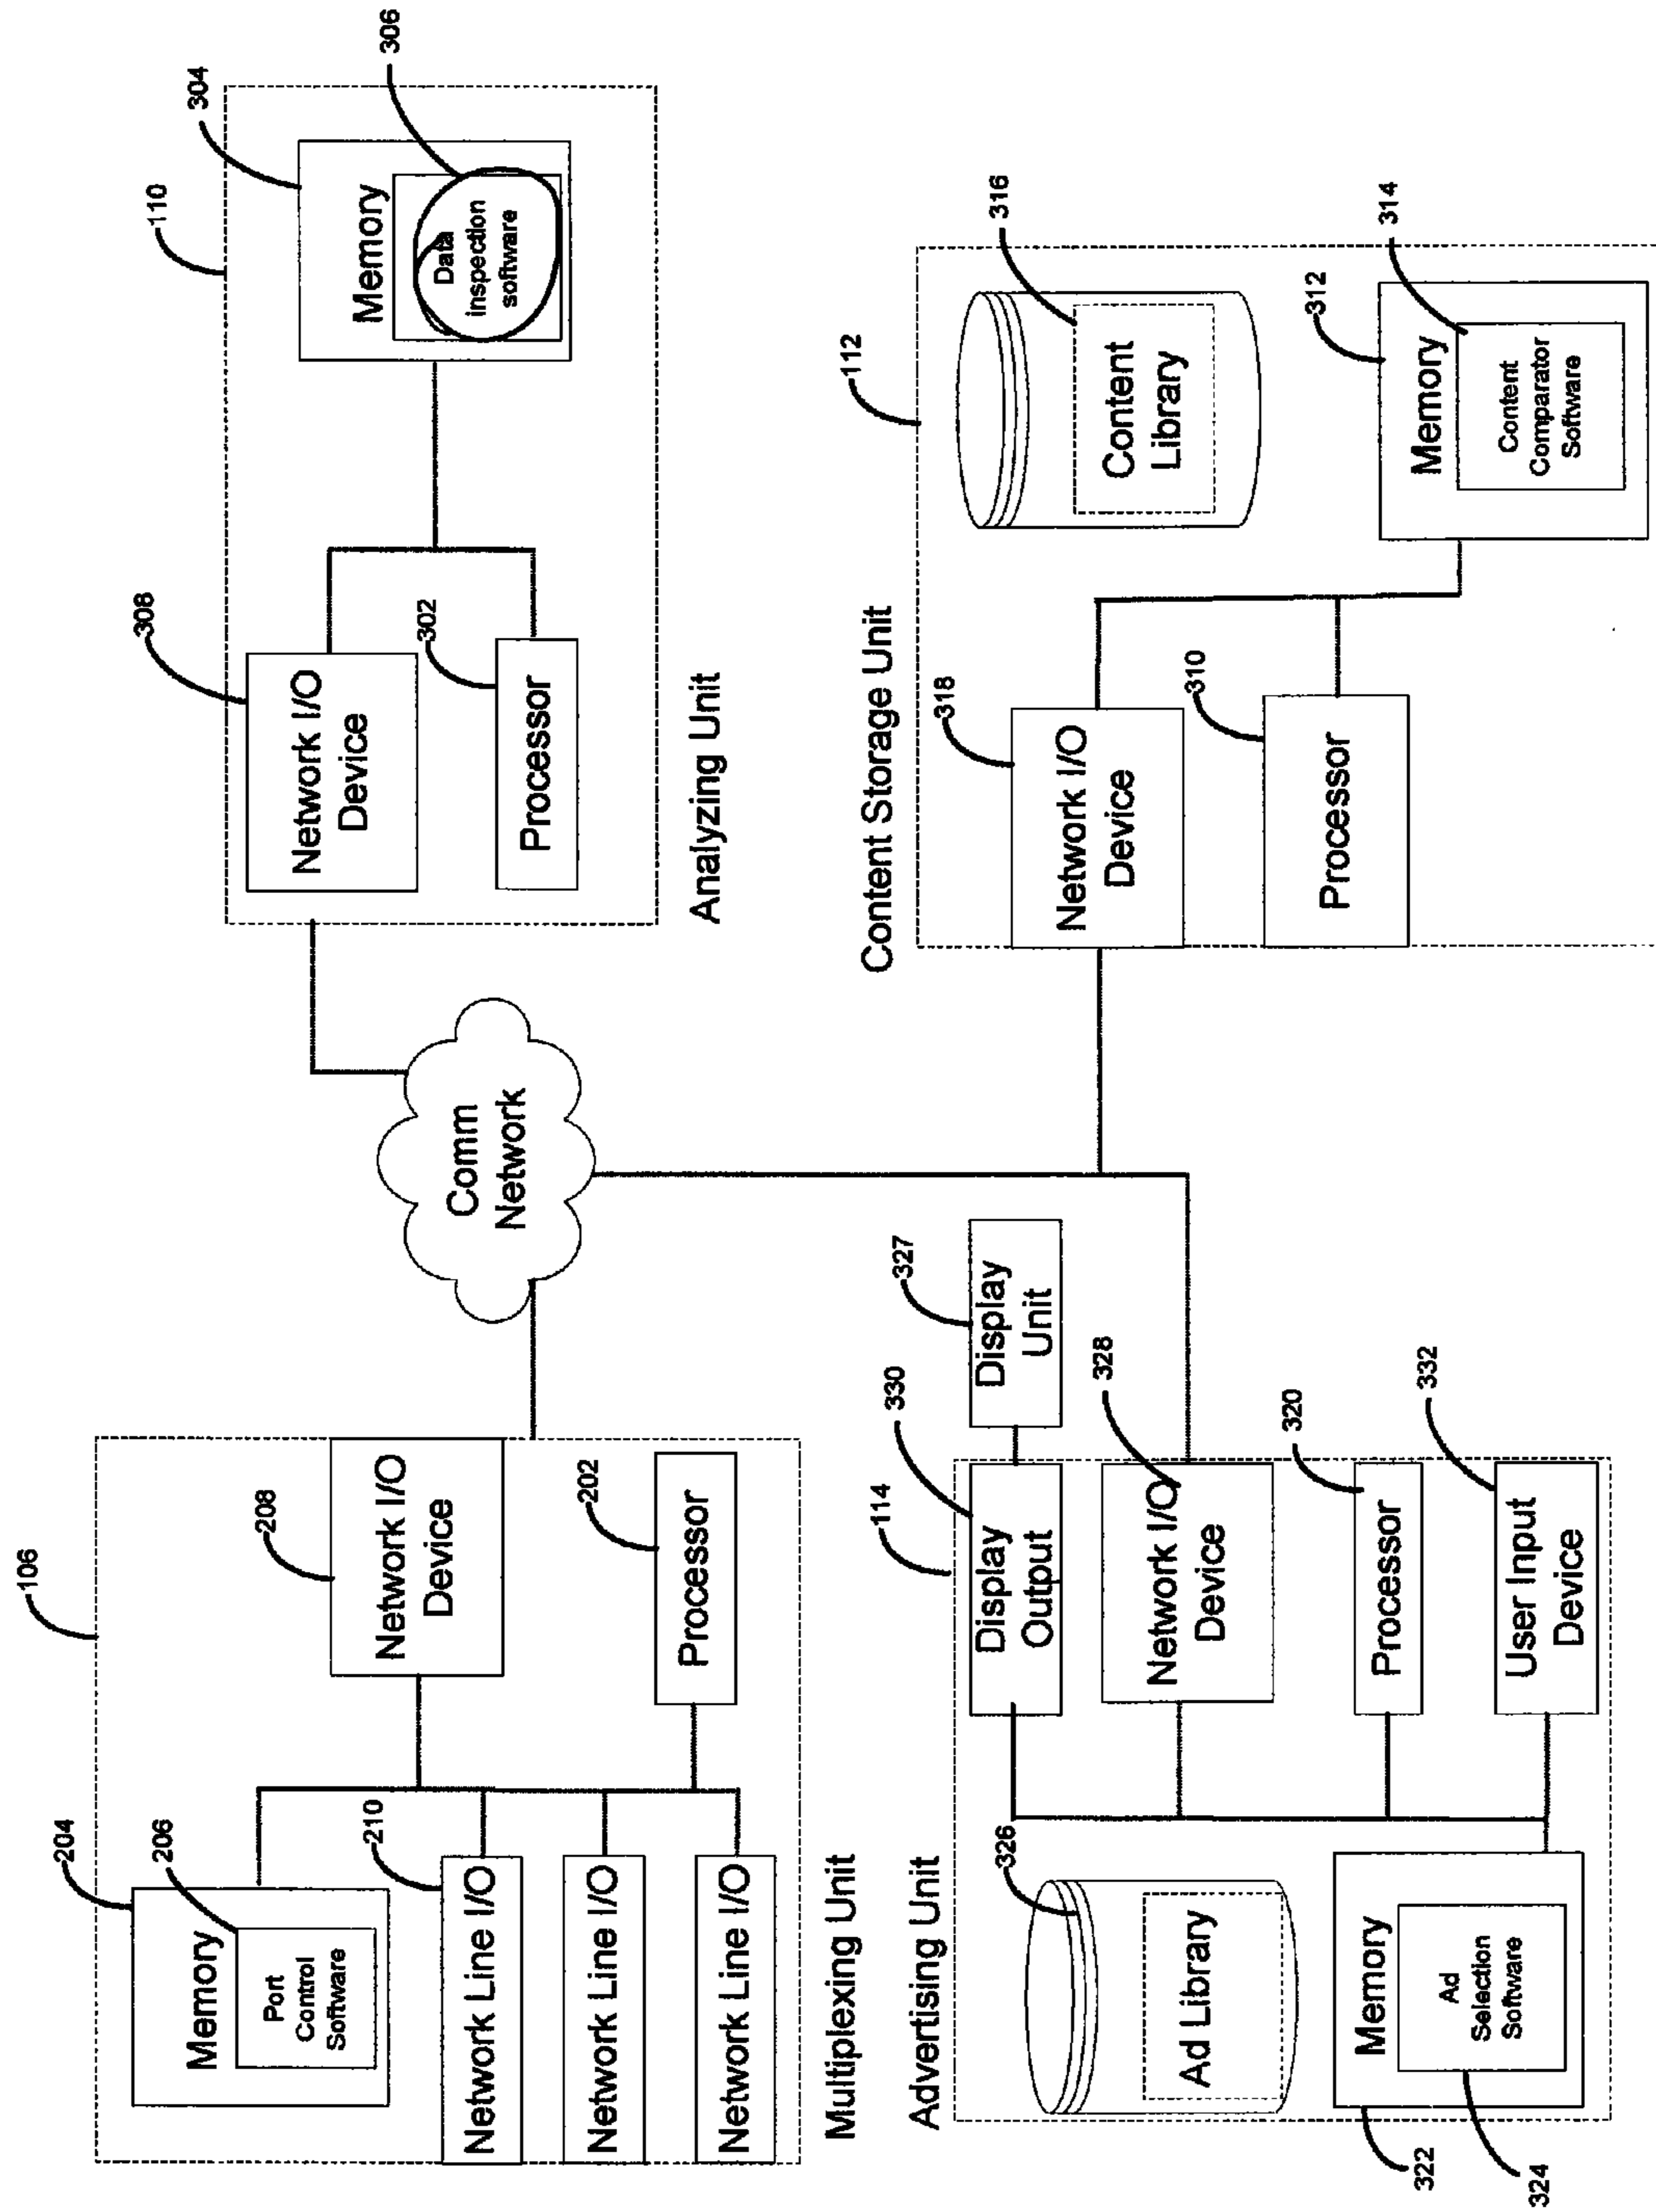 106
204
Memory
206
Port
Control
Software
208
Network I/O
Device
210
Network Line I/O
Network Line I/O
Network Line I/O
202
Processor
Multiplexing Unit
Comm
Network
110
308
Network I/O
Device
302
Processor
304
Memory
306
Data
inspection
software
Analyzing Unit
Advertising Unit
114
326
Ad Library
Memory
Ad
Selection
Software
322
324
330
Display
Output
327
Display
Unit
328
Network I/O
Device
320
Processor
332
User Input
Device
Content Storage Unit
112
318
Network I/O
Device
310
Processor
316
Content
Library
312
Memory
314
Content
Comparator
Software